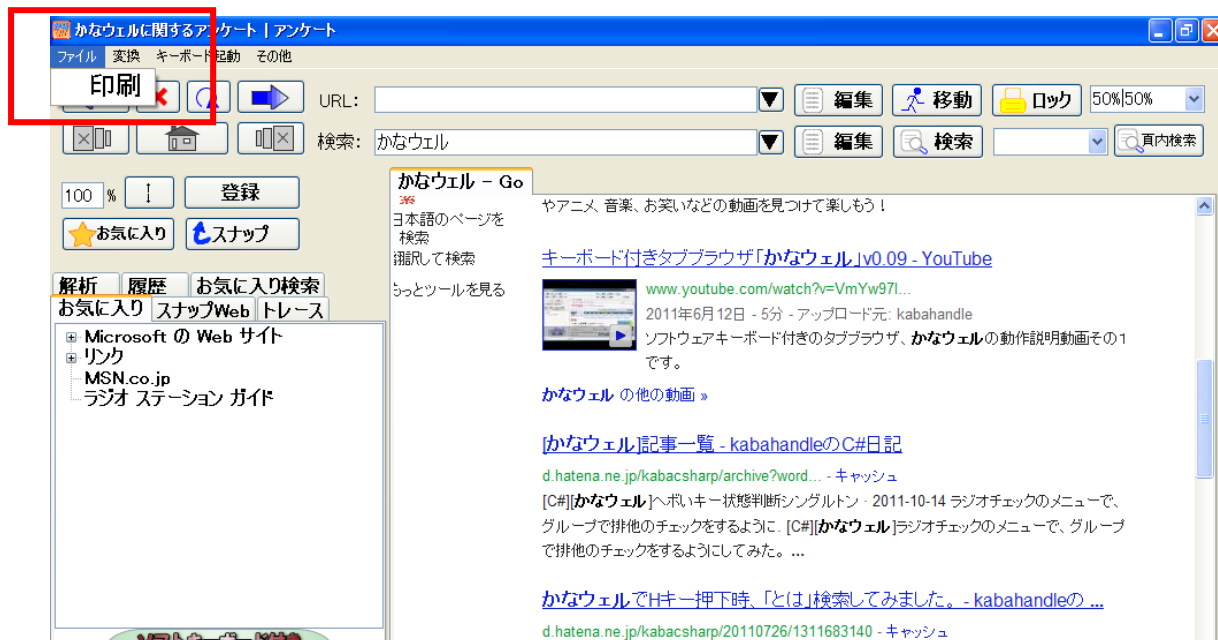 かなウェルに関するアンケート | アンケート
ファイル 変換 キーボード起動 その他
印刷
URL: 編集 移動 ロック 50%|50%
検索: かなウェル 編集 検索 頁内検索
100 % 登録
お気に入り スナップ
解析 履歴 お気に入り検索
お気に入り スナップWeb トレース
Microsoft の Web サイト
リンク
MSN.co.jp
ラジオ ステーション ガイド
ソフトキーボード付き
かなウェル - Go
日本語のページを
検索
翻訳して検索
もっとツールを見る
やアニメ、音楽、お笑いなどの動画を見つけて楽しもう!
キーボード付きタブブラウザ「かなウェル」v0.09 - YouTube
www.youtube.com/watch?v=VmYw97l...
2011年6月12日 - 5分 - アップロード元: kabahandle
ソフトウェアキーボード付きのタブブラウザ、かなウェルの動作説明動画その1
です。
かなウェル の他の動画 »
[かなウェル]記事一覧 - kabahandleのC#日記
d.hatena.ne.jp/kabacsharp/archive?word... - キャッシュ
[C#][かなウェル]へボいキー状態判断シングルトン · 2011-10-14 ラジオチェックのメニューで、
グループで排他のチェックをするように. [C#][かなウェル]ラジオチェックのメニューで、グループ
で排他のチェックをするようにしてみた。 ...
かなウェルでHキー押下時、「とは」検索してみました。 - kabahandleの ...
d.hatena.ne.jp/kabacsharp/20110726/1311683140 - キャッシュ